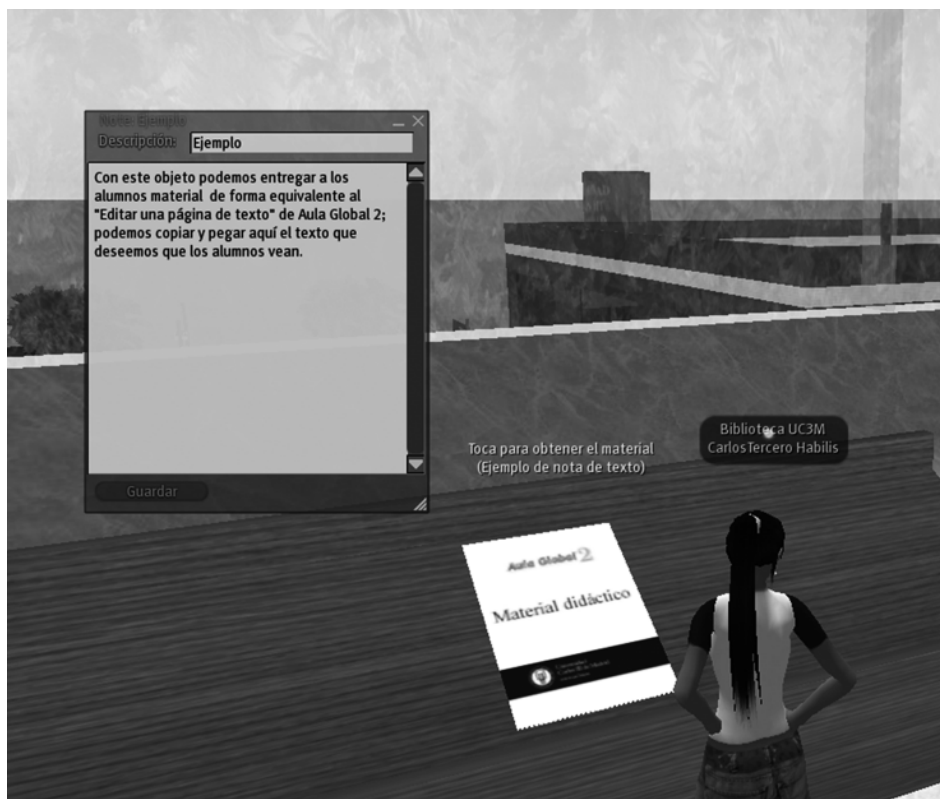 Note: Ejemplo
Descripción: Ejemplo
Con este objeto podemos entregar a los
alumnos material de forma equivalente al
"Editar una página de texto" de Aula Global 2;
podemos copiar y pegar aquí el texto que
deseemos que los alumnos vean.
Guardar
Toca para obtener el material
(Ejemplo de nota de texto)
Biblioteca UC3M
CarlosTercero Habilis
Aula Global 2
Material didáctico